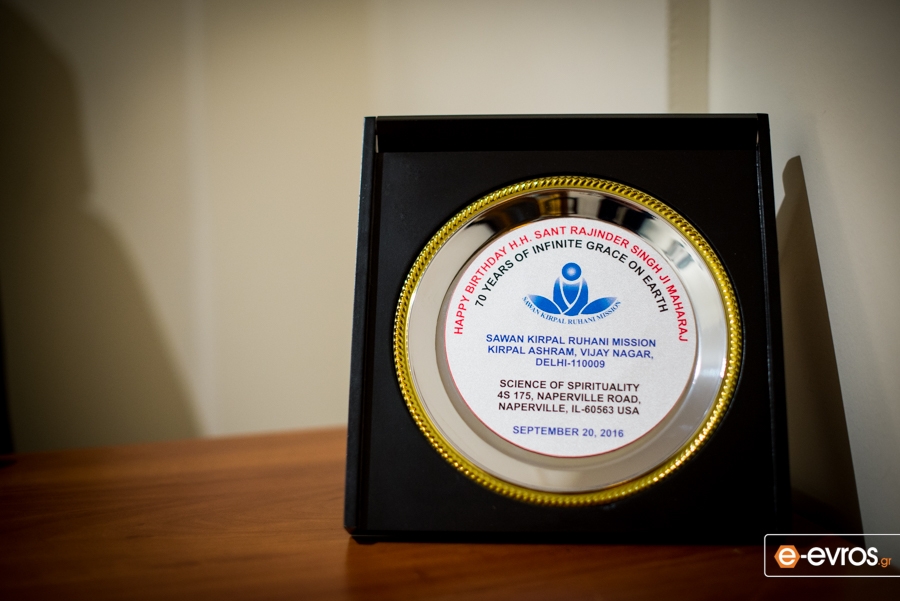 HAPPY BIRTHDAY H.H. SANT RAJINDER SINGH JI MAHARAJ
70 YEARS OF INFINITE GRACE ON EARTH
SAWAN KIRPAL RUHANI MISSION
SAWAN KIRPAL RUHANI MISSION
KIRPAL ASHRAM, VIJAY NAGAR,
DELHI-110009
SCIENCE OF SPIRITUALITY
4S 175, NAPERVILLE ROAD,
NAPERVILLE, IL-60563 USA
SEPTEMBER 20, 2016
e-evros.gr